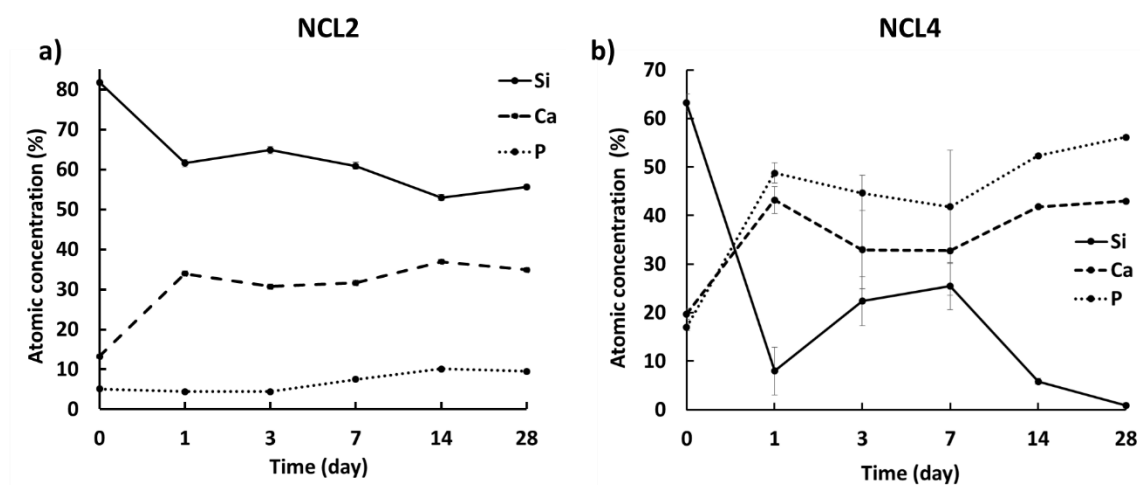 NCL2
a)
Si
Ca
P
80
70
60
50
40
30
20
10
0
Atomic concentration (%)
0 1 3 7 14 28
Time (day)
NCL4
b)
70
60
50
40
30
20
10
0
Atomic concentration (%)
Si
Ca
P
0 1 3 7 14 28
Time (day)